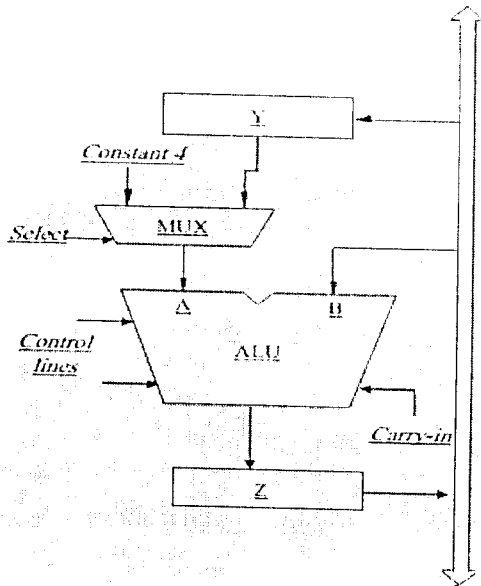 Y
Constant 4
MUX
Select
A
B
ALU
Control
lines
Carry-in
Z